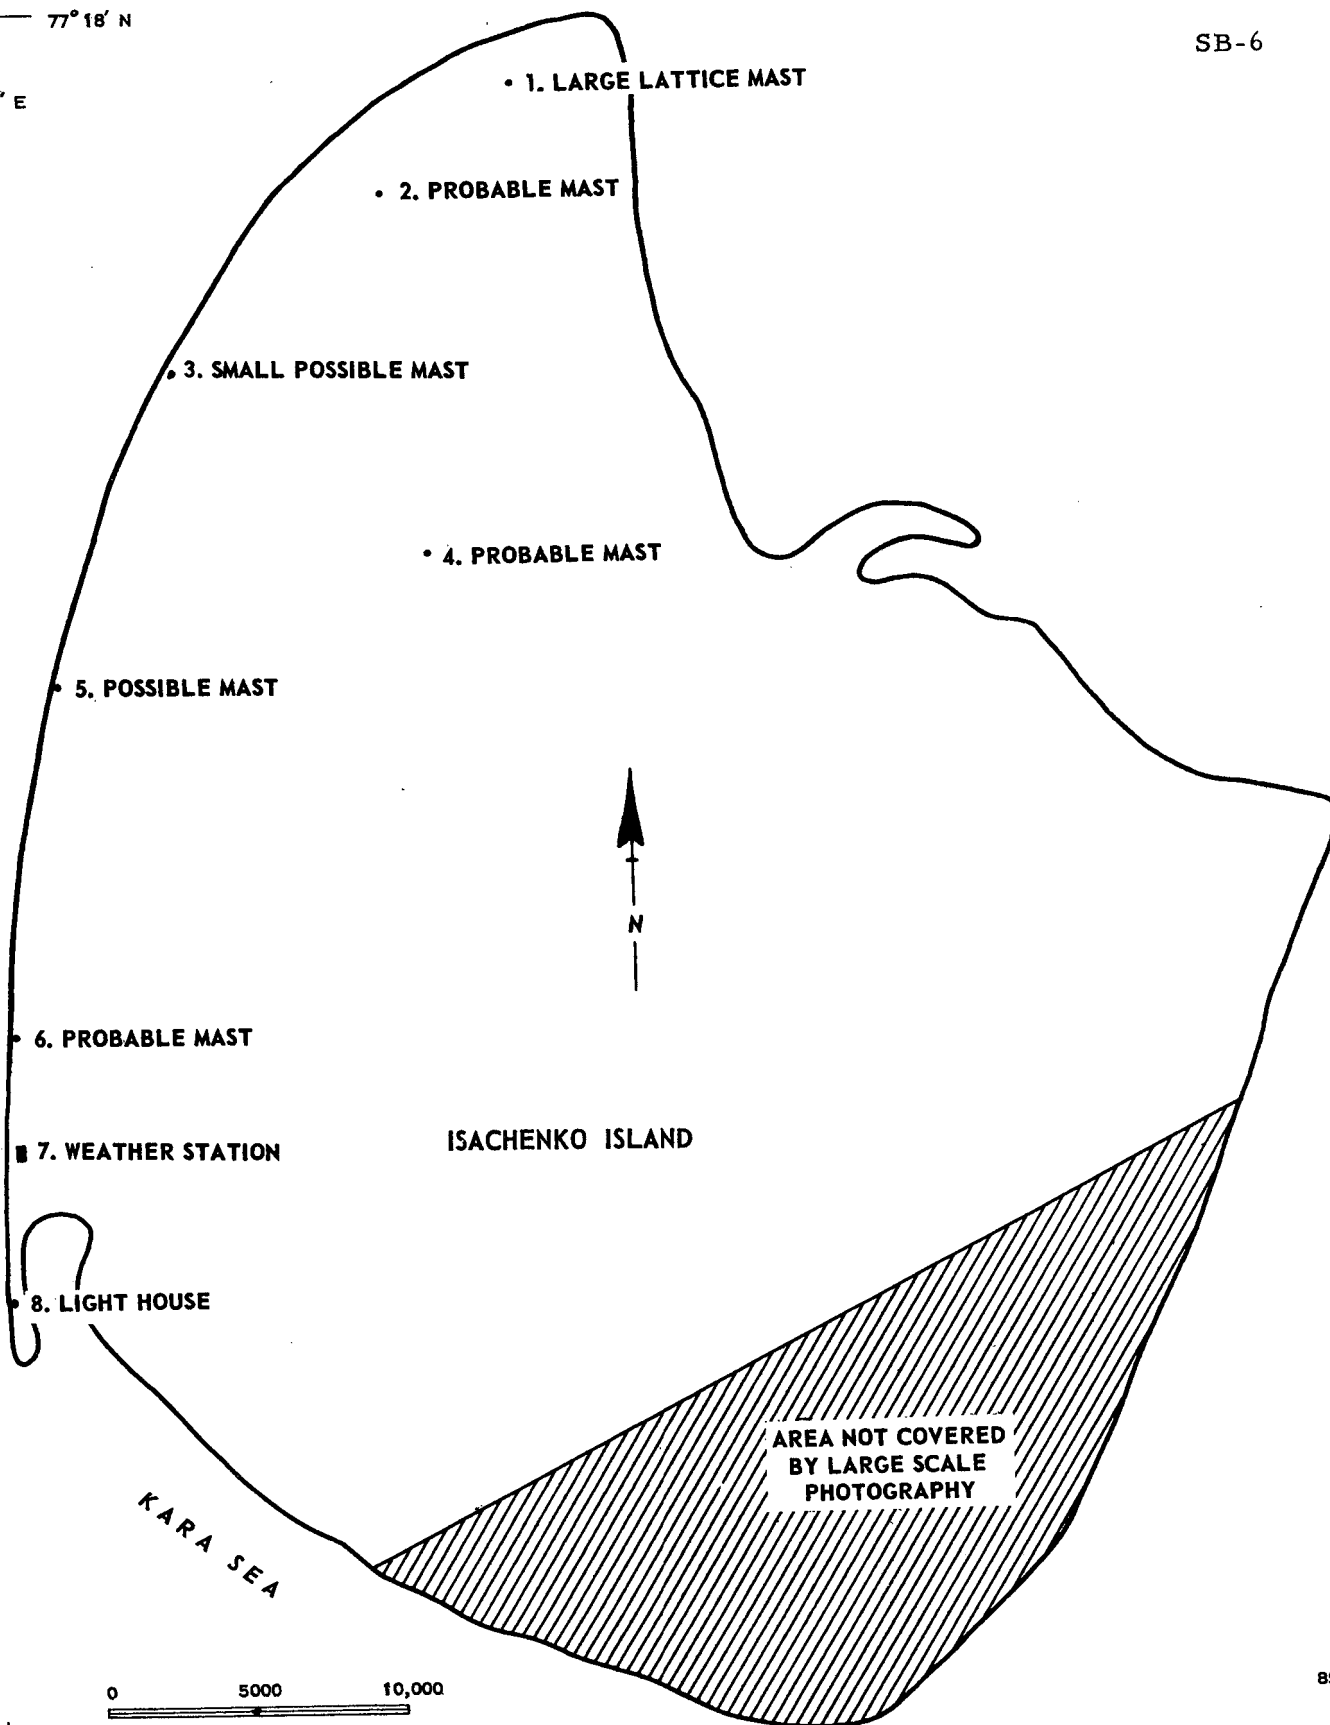 77° 18' N
SB-6
' E
1. LARGE LATTICE MAST
2. PROBABLE MAST
3. SMALL POSSIBLE MAST
4. PROBABLE MAST
5. POSSIBLE MAST
N
6. PROBABLE MAST
ISACHENKO ISLAND
7. WEATHER STATION
8. LIGHT HOUSE
AREA NOT COVERED
BY LARGE SCALE
PHOTOGRAPHY
KARA SEA
0 5000 10,000